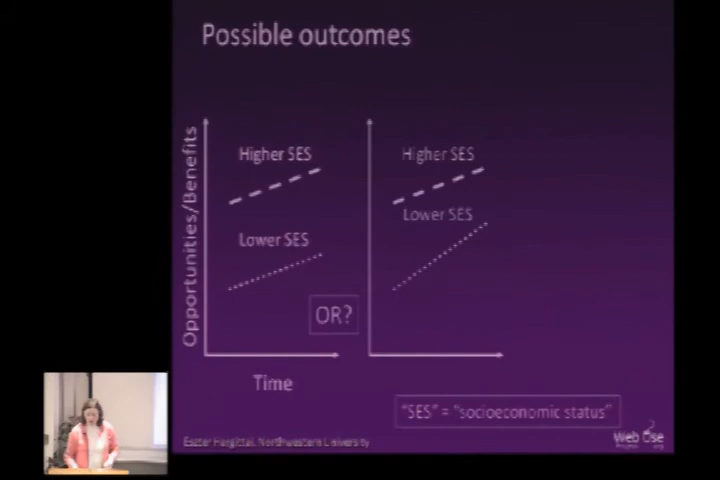 Possible outcomes
Opportunities/Benefits
Higher SES
Lower SES
OR?
Time
Higher SES
Lower SES
"SES" = "socioeconomic status"
Eszter Hargittai, Northwestern University
Web Use